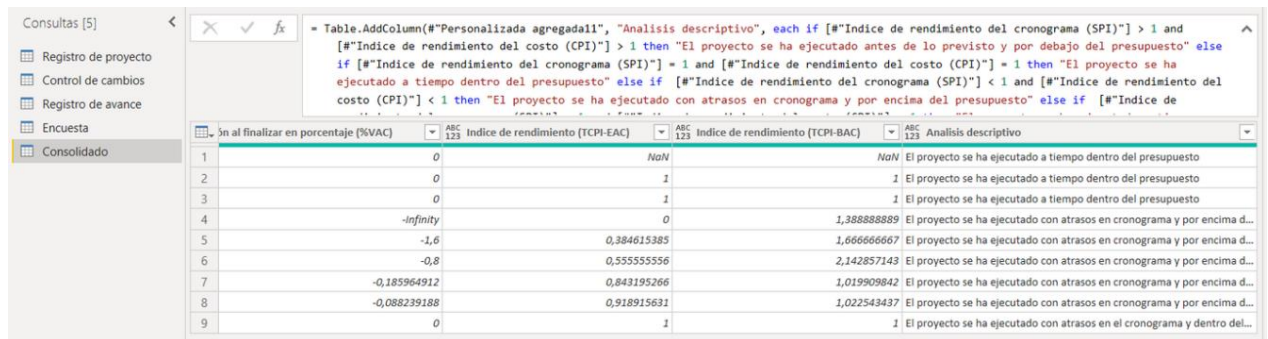 Consultas [5]
Registro de proyecto
Control de cambios
Registro de avance
Encuesta
Consolidado
fx
= Table.AddColumn(#"Personalizada agregada11", "Analisis descriptivo", each if [#"Indice de rendimiento del cronograma (SPI)"] > 1 and
[#"Indice de rendimiento del costo (CPI)"] > 1 then "El proyecto se ha ejecutado antes de lo previsto y por debajo del presupuesto" else
if [#"Indice de rendimiento del cronograma (SPI)"] = 1 and [#"Indice de rendimiento del costo (CPI)"] = 1 then "El proyecto se ha
ejecutado a tiempo dentro del presupuesto" else if [#"Indice de rendimiento del cronograma (SPI)"] < 1 and [#"Indice de rendimiento del
costo (CPI)"] < 1 then "El proyecto se ha ejecutado con atrasos en cronograma y por encima del presupuesto" else if [#"Indice de
ón al finalizar en porcentaje (%VAC) ABC 123 Indice de rendimiento (TCPI-EAC) ABC 123 Indice de rendimiento (TCPI-BAC) ABC 123 Analisis descriptivo
1 0 NaN NaN El proyecto se ha ejecutado a tiempo dentro del presupuesto
2 0 1 1 El proyecto se ha ejecutado a tiempo dentro del presupuesto
3 0 1 1 El proyecto se ha ejecutado a tiempo dentro del presupuesto
4 -Infinity 0 1,388888889 El proyecto se ha ejecutado con atrasos en cronograma y por encima d...
5 -1,6 0,384615385 1,666666667 El proyecto se ha ejecutado con atrasos en cronograma y por encima d...
6 -0,8 0,555555556 2,142857143 El proyecto se ha ejecutado con atrasos en cronograma y por encima d...
7 -0,185964912 0,843195266 1,019909842 El proyecto se ha ejecutado con atrasos en cronograma y por encima d...
8 -0,088239188 0,918915631 1,022543437 El proyecto se ha ejecutado con atrasos en cronograma y por encima d...
9 0 1 1 El proyecto se ha ejecutado con atrasos en el cronograma y dentro del...